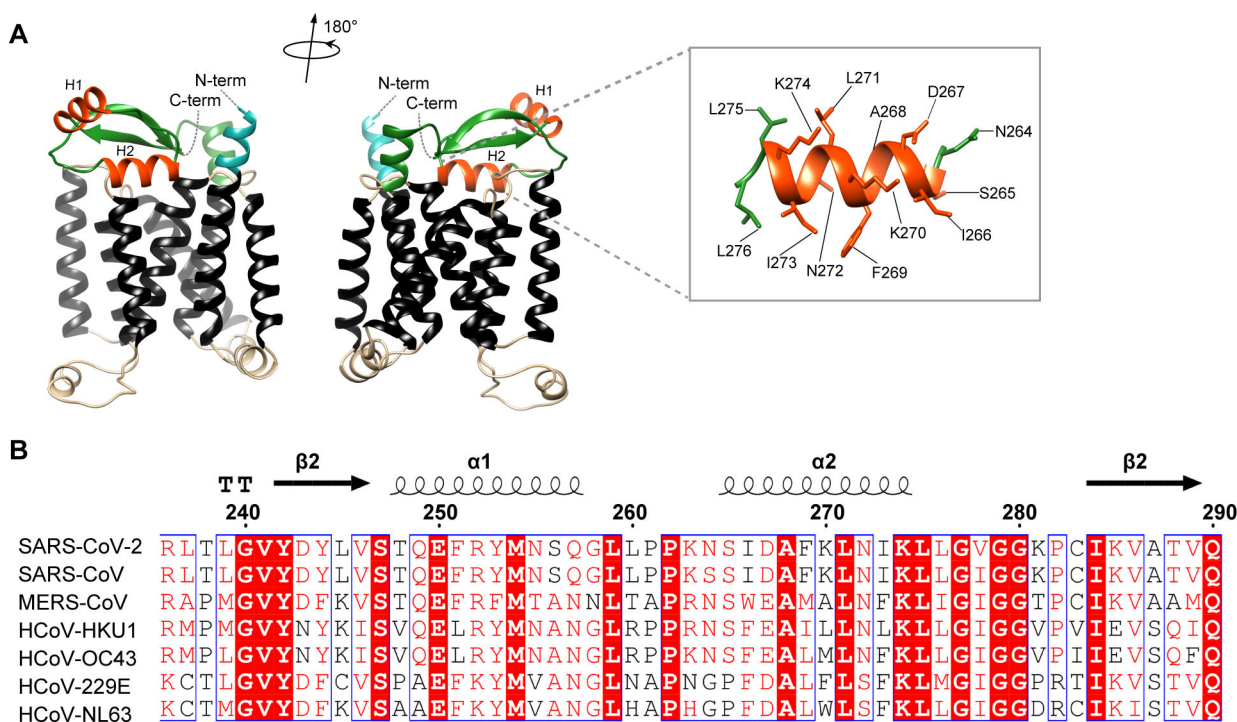 A
180°
N-term
C-term
H1
H2
N-term
C-term
H1
H2
L271
K274
A268
D267
L275
N264
S265
L276
K270
I266
I273
N272
F269
B
β2 α1 α2 β2
TT
240 250 260 270 280 290
SARS-CoV-2 RLTLGVYDYLVSTQEFRYMNSQGLLPPKNSIDAFKLNIKLLGVGGKPCIKVATVQ
SARS-CoV RLTLGVYDYLVSTQEFRYMNSQGLLPPKSSIDAFKLNIKLLGIGGKPCIKVATVQ
MERS-CoV RAPMGVYDFKVSTQEFRFMTANNLTAPRNSWEAMALNFKLIGIGGTPCIKVAAMQ
HCoV-HKU1 RMPMGVYNYKISVQELRYMNANGLRPPRNSFEAILLNLKLLGIGGVPVIEVSQIQ
HCoV-OC43 RMPLGVYNYKISVQELRYMNANGLRPPKNSFEALMLNFKLLGIGGVPIIEVSQFQ
HCoV-229E KCTLGVYDFCVSPAEFKYMVANGLNAPNGPFDALFLSFKLMGIGGDRTIKISTVQ
HCoV-NL63 KCTMGVYDFCVSAAEFKYMVANGLHAPHGPFDALWLSFKLLGIGGPRTIKVSTVQ